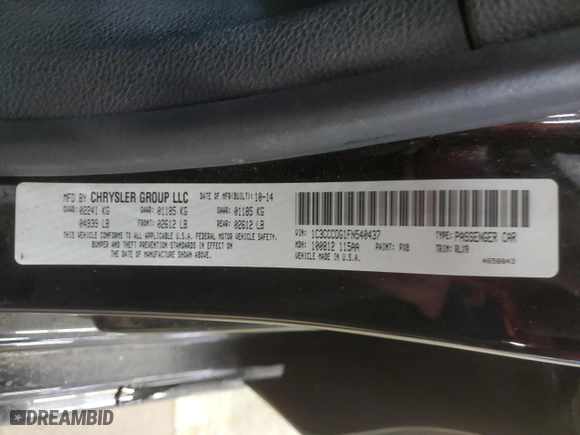 MFD BY CHRYSLER GROUP LLC DATE OF MFR(BUILT): 10-14
GVWR: 02241 KG GAWR: 01185 KG GAWR: 01185 KG
04939 LB FRONT: 02612 LB REAR: 02612 LB
THIS VEHICLE CONFORMS TO ALL APPLICABLE U.S.A. FEDERAL MOTOR VEHICLE SAFETY,
BUMPER AND THEFT PREVENTION STANDARDS IN EFFECT ON
THE DATE OF MANUFACTURE SHOWN ABOVE.
VIN: 1C3CCCDG1FN540437 TYPE: PASSENGER CAR
MDH: 100812 115AA PAINT: PXB TRIM: RLX9
VEHICLE MADE IN U.S.A. 4658843
DREAMBID